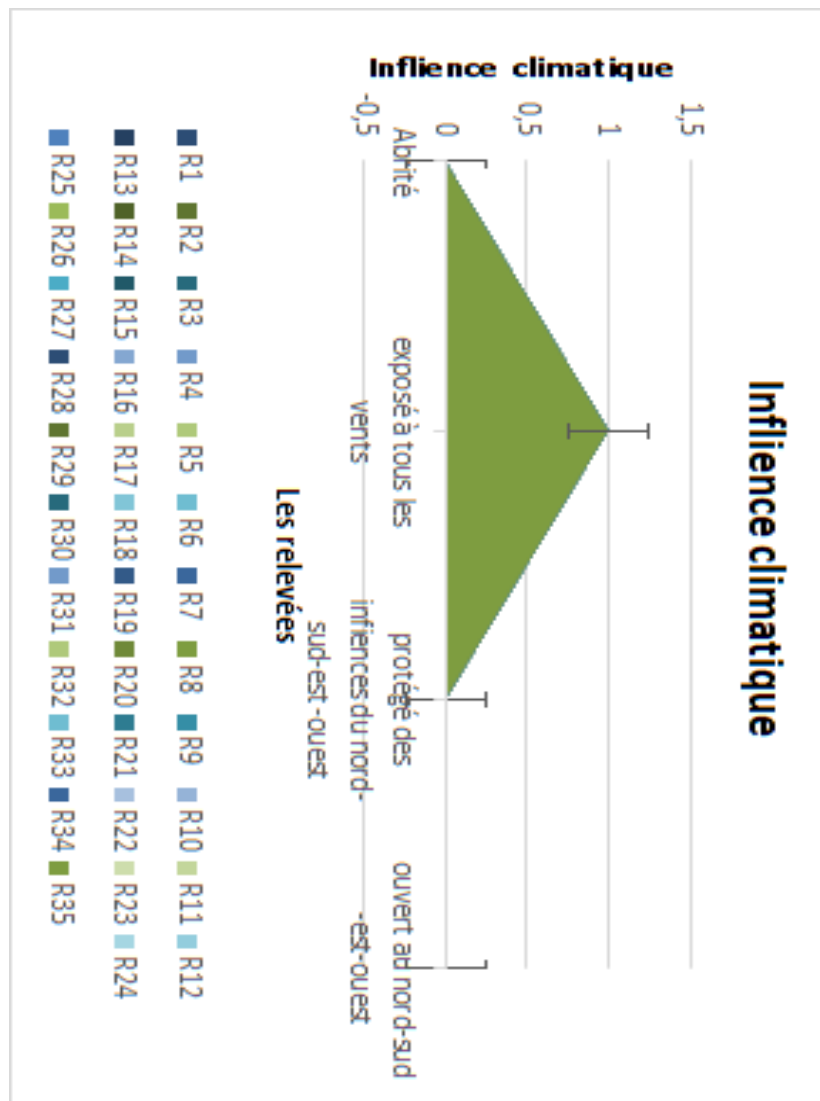 Inflience climatique
Inflience climatique
1,5
1
0,5
0
-0,5
Abrité
exposé à tous les
vents
protégé des
infiences du nord-
sud-est-ouest
ouvert au nord-sud
-est-ouest
Les relevées
R1 R2 R3 R4 R5 R6 R7 R8 R9 R10 R11 R12
R13 R14 R15 R16 R17 R18 R19 R20 R21 R22 R23 R24
R25 R26 R27 R28 R29 R30 R31 R32 R33 R34 R35